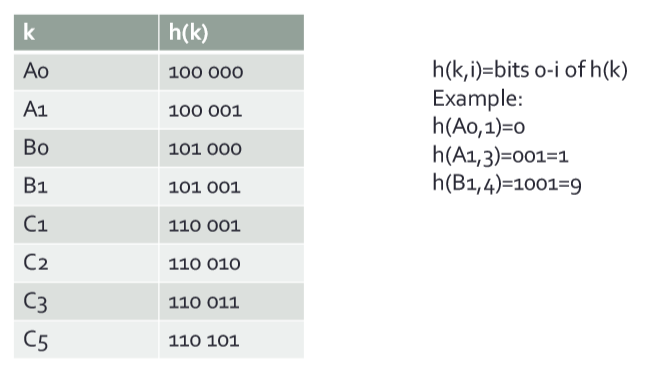 k h(k)
A0 100 000
A1 100 001
B0 101 000
B1 101 001
C1 110 001
C2 110 010
C3 110 011
C5 110 101
h(k,i)=bits 0-i of h(k)
Example:
h(A0,1)=0
h(A1,3)=001=1
h(B1,4)=1001=9